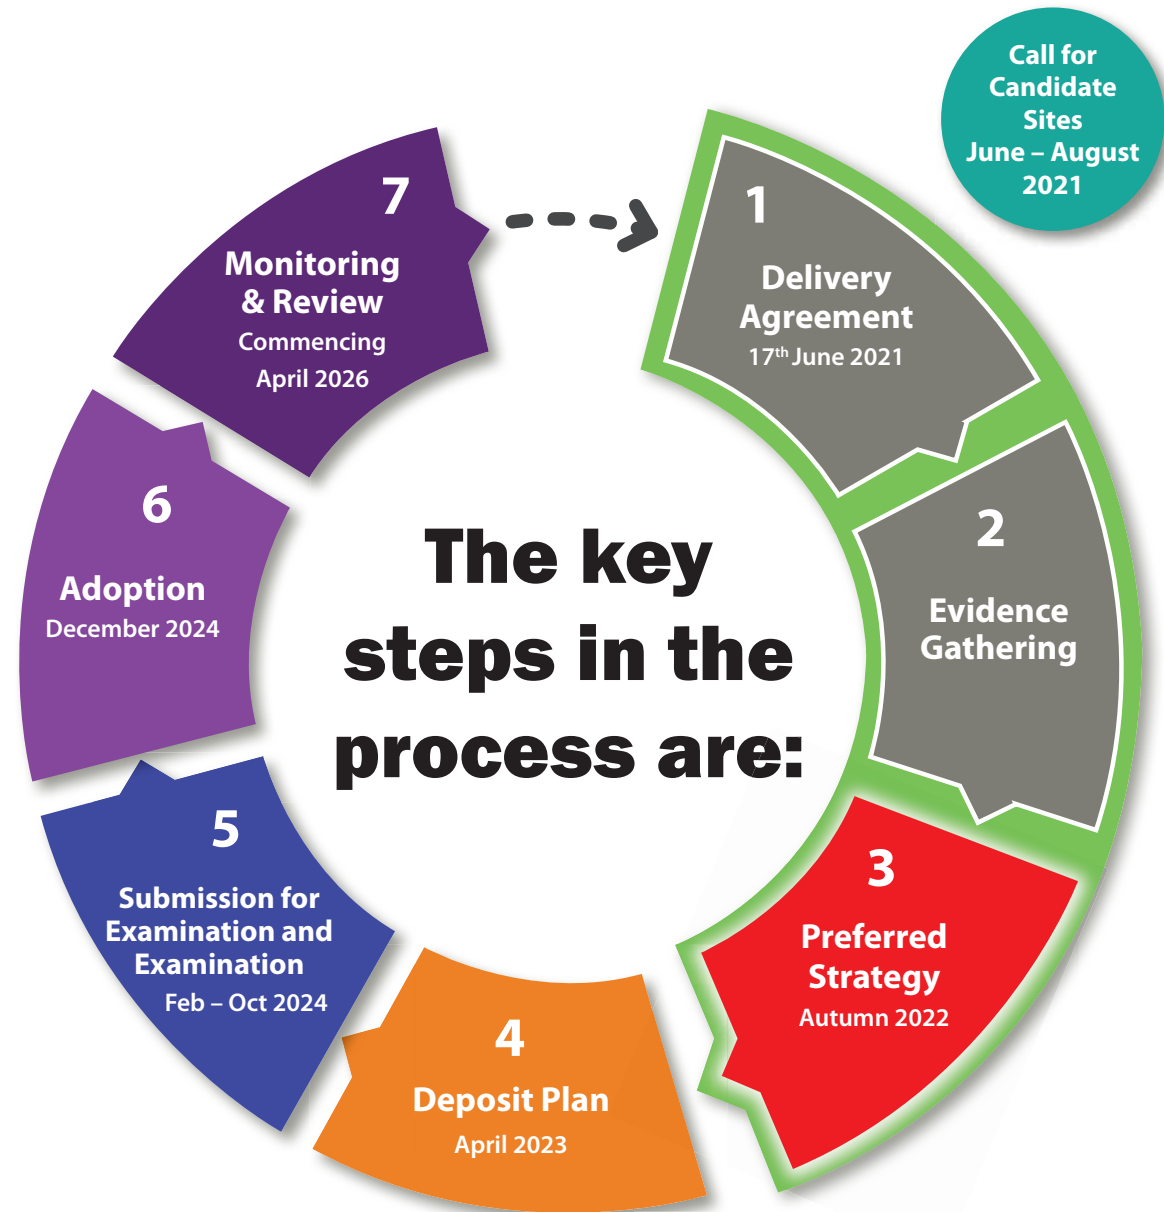 Call for
Candidate
Sites
June – August
2021
The key
steps in the
process are:
1
Delivery
Agreement
17th June 2021
2
Evidence
Gathering
3
Preferred
Strategy
Autumn 2022
4
Deposit Plan
April 2023
5
Submission for
Examination and
Examination
Feb – Oct 2024
6
Adoption
December 2024
7
Monitoring
& Review
Commencing
April 2026